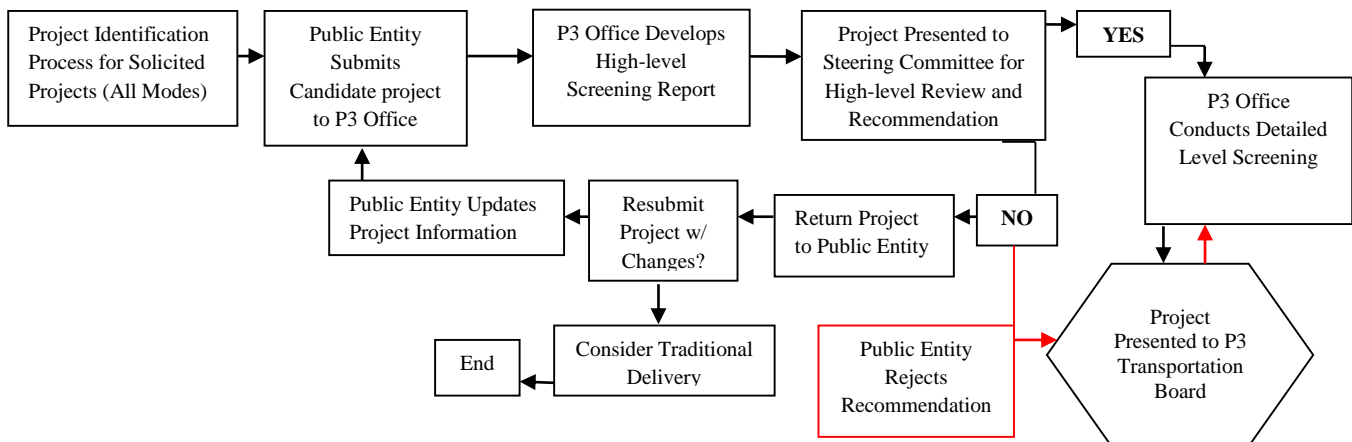 Project Identification
Process for Solicited
Projects (All Modes)
Public Entity
Submits
Candidate project
to P3 Office
P3 Office Develops
High-level
Screening Report
Project Presented to
Steering Committee for
High-level Review and
Recommendation
YES
P3 Office
Conducts Detailed
Level Screening
Public Entity Updates
Project Information
Resubmit
Project w/
Changes?
Return Project
to Public Entity
NO
End
Consider Traditional
Delivery
Public Entity
Rejects
Recommendation
Project
Presented to P3
Transportation
Board